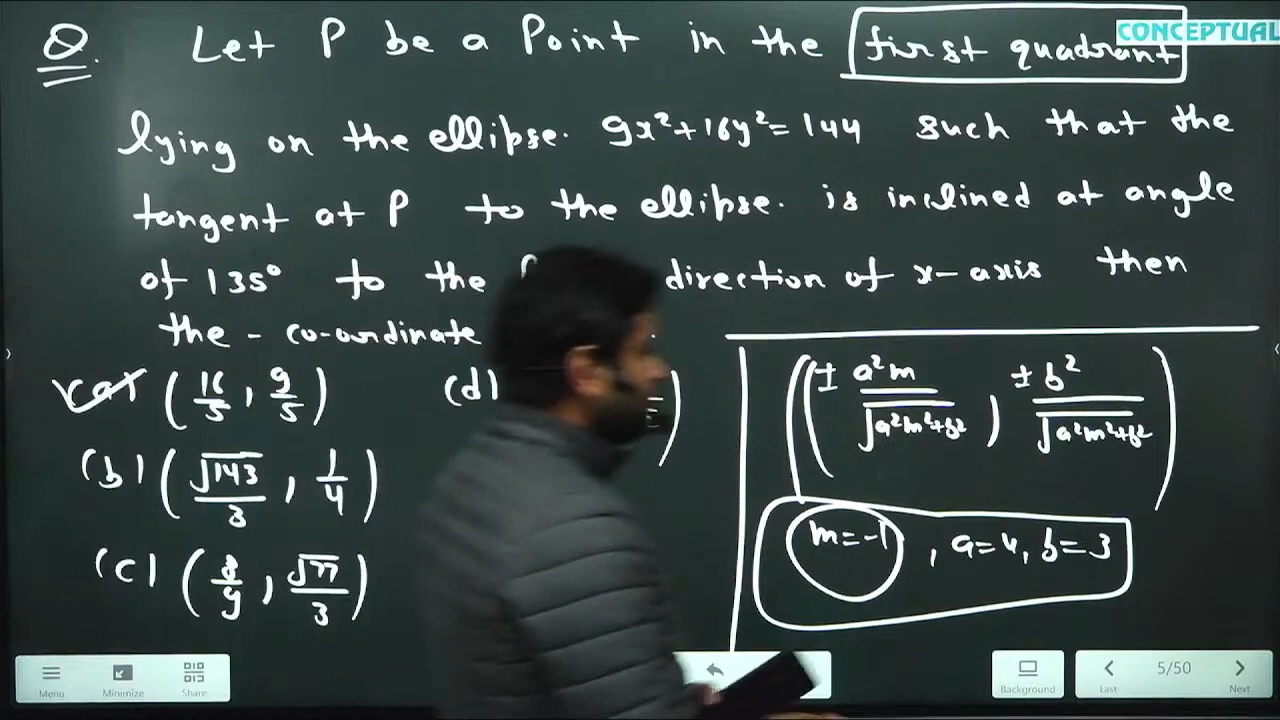 CONCEPTUAL
Q. Let P be a Point in the first quadrant
lying on the ellipse. 9x²+16y²=144 such that the
tangent at P to the ellipse. is inclined at angle
of 135° to the direction of x-axis then
the - co-ordinate
(a) (16/5, 9/5) (d)
(b) (√143/3, 1/4)
(c) (8/9, √77/3)
(± a²m/√a²m²+b², ± b²/√a²m²+b²)
m=-1, a=4, b=3
Menu Minimize Share
Background Last 5/50 Next